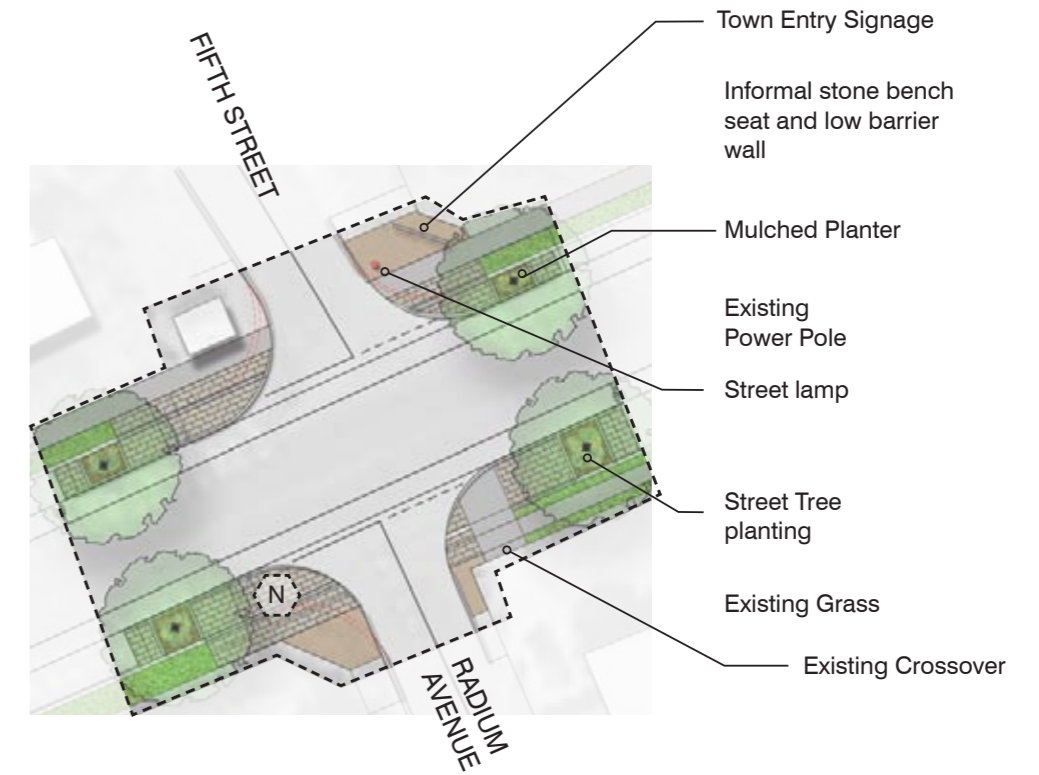 Town Entry Signage
FIFTH STREET
Informal stone bench
seat and low barrier
wall
Mulched Planter
Existing
Power Pole
Street lamp
Street Tree
planting
N
Existing Grass
Existing Crossover
RADIUM
AVENUE